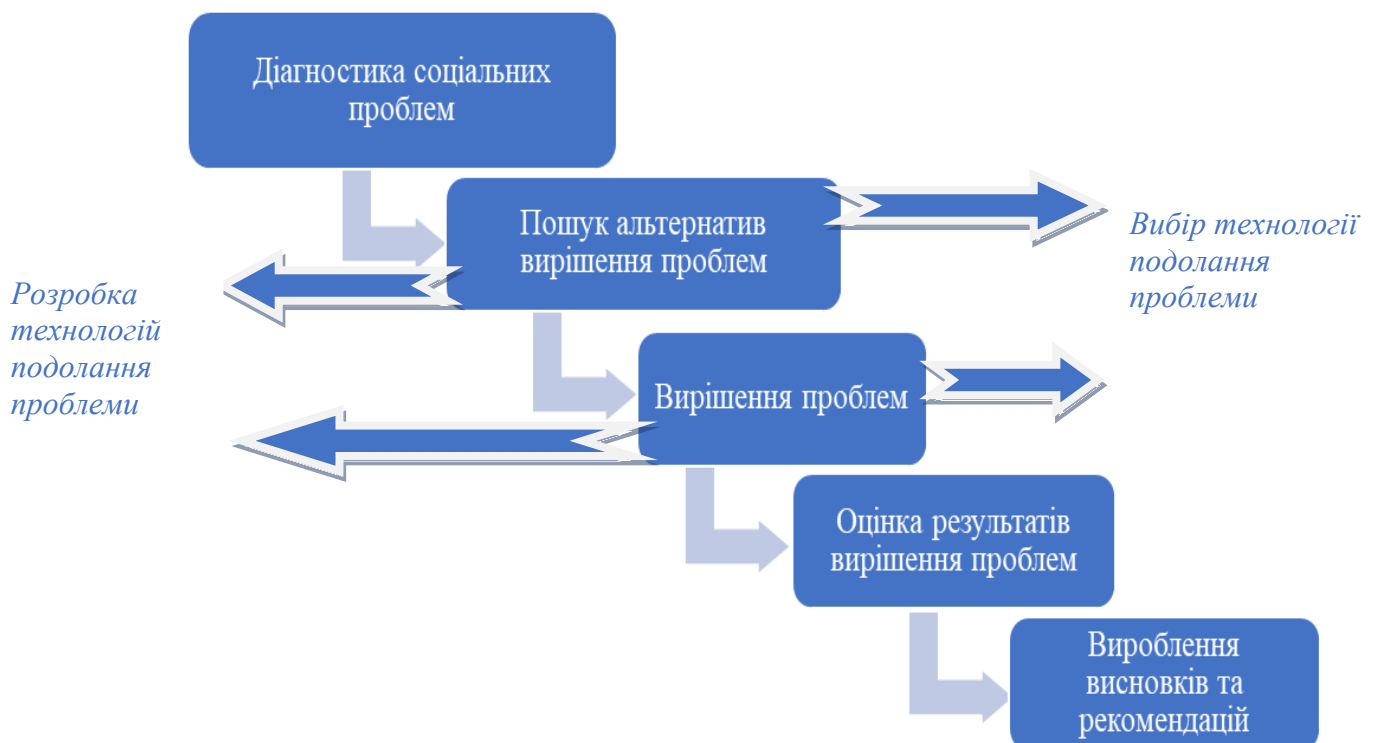 Діагностика соціальних
проблем
Пошук альтернатив
вирішення проблем
Вибір технології
подолання
проблеми
Розробка
технологій
подолання
проблеми
Вирішення проблем
Оцінка результатів
вирішення проблем
Вироблення
висновків та
рекомендацій